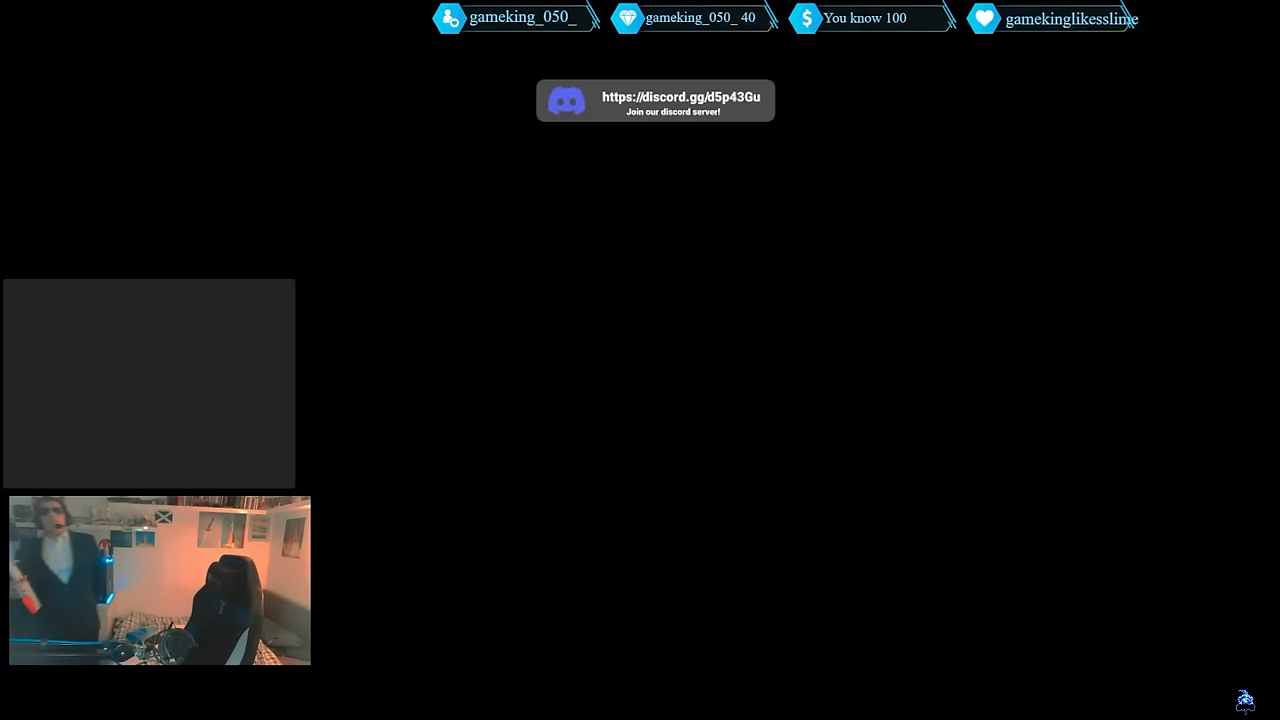 gameking_050_
gameking_050_ 40
You know 100
gamekinglikesslime
https://discord.gg/d5p43Gu
Join our discord server!